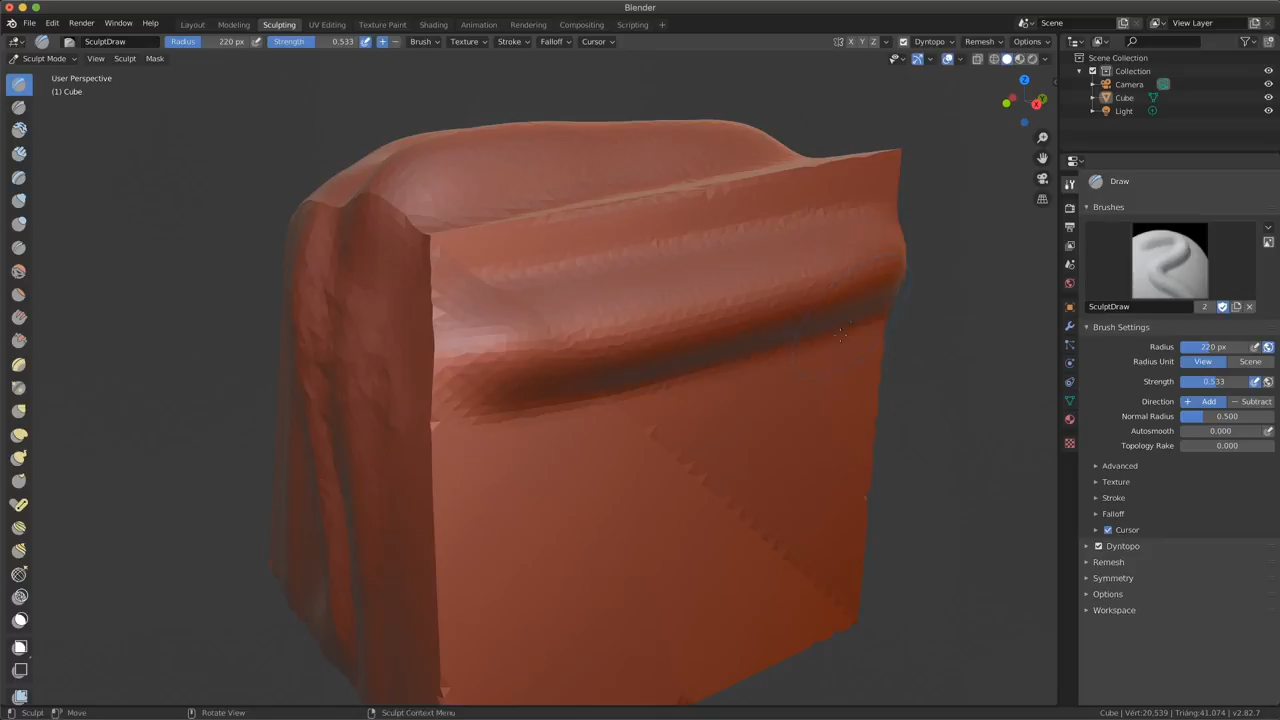 Blender
File Edit Render Window Help Layout Modeling Sculpting UV Editing Texture Paint Shading Animation Rendering Compositing Scripting + Scene View Layer
SculptDraw Radius 220 px Strength 0.533 Brush Texture Stroke Falloff Cursor X Y Z Dyntopo Remesh Options
Sculpt Mode View Sculpt Mask
User Perspective
(1) Cube
Z
Y
X
Scene Collection
Collection
Camera
Cube
Light
Draw
Brushes
SculptDraw 2
Brush Settings
Radius 220 px
Radius Unit View Scene
Strength 0.533
Direction + Add − Subtract
Normal Radius 0.500
Autosmooth 0.000
Topology Rake 0.000
Advanced
Texture
Stroke
Falloff
Cursor
Dyntopo
Remesh
Symmetry
Options
Workspace
Sculpt Move Rotate View Sculpt Context Menu Cube | Vért:20,539 | Triáng:41,074 | v2.82.7